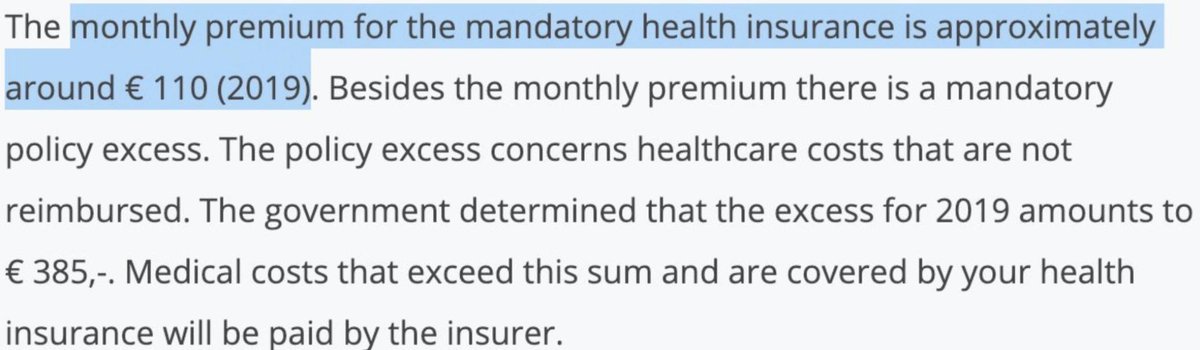 The monthly premium for the mandatory health insurance is approximately
around € 110 (2019). Besides the monthly premium there is a mandatory
policy excess. The policy excess concerns healthcare costs that are not
reimbursed. The government determined that the excess for 2019 amounts to
€ 385,-. Medical costs that exceed this sum and are covered by your health
insurance will be paid by the insurer.